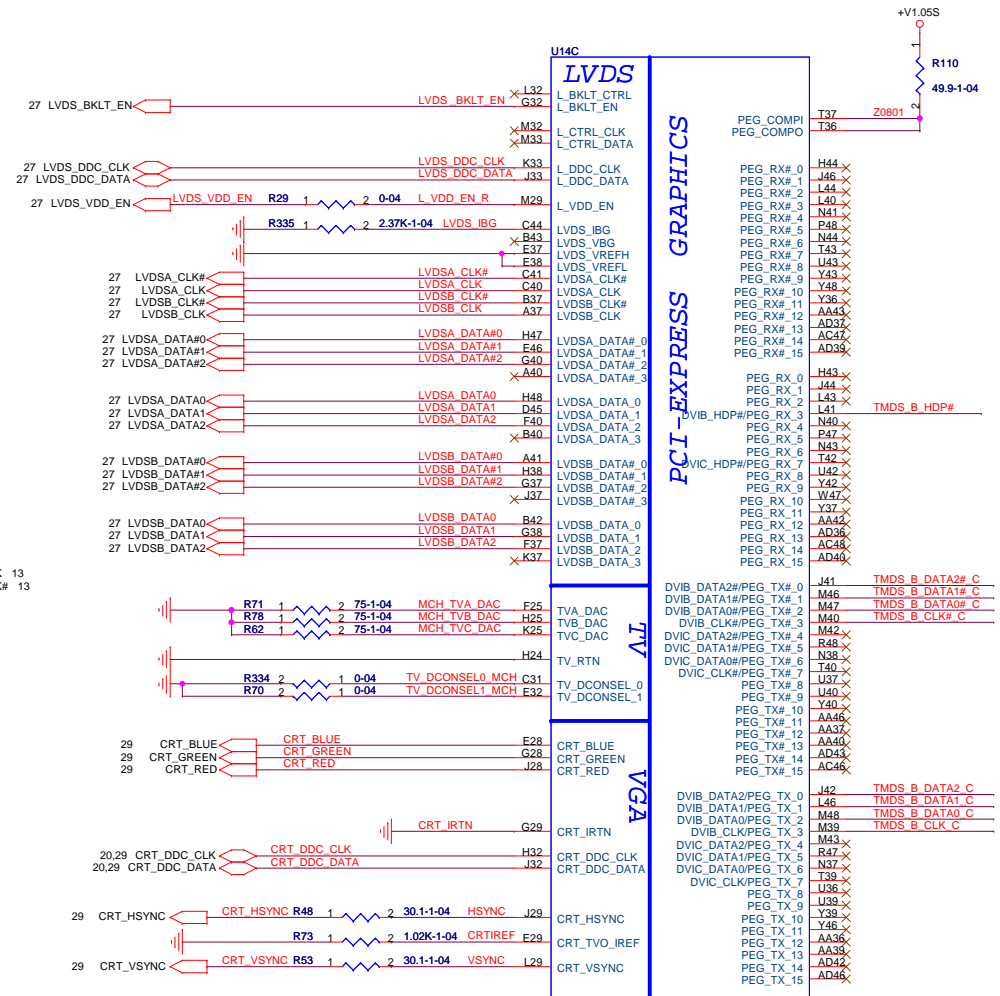 +V1.05S
1
R110
49.9-1-04
2
U14C
LVDS
PCI-EXPRESS GRAPHICS
27 LVDS_BKLT_EN
LVDS_BKLT_EN
L32 L_BKLT_CTRL
G32 L_BKLT_EN
M32 L_CTRL_CLK
M33 L_CTRL_DATA
27 LVDS_DDC_CLK LVDS_DDC_CLK K33 L_DDC_CLK
27 LVDS_DDC_DATA LVDS_DDC_DATA J33 L_DDC_DATA
27 LVDS_VDD_EN LVDS_VDD_EN R29 1 2 0-04 L_VDD_EN_R M29 L_VDD_EN
R335 1 2 2.37K-1-04 LVDS_IBG C44 LVDS_IBG
B43 LVDS_VBG
E37 LVDS_VREFH
E38 LVDS_VREFL
27 LVDSA_CLK# LVDSA_CLK# C41 LVDSA_CLK#
27 LVDSA_CLK LVDSA_CLK C40 LVDSA_CLK
27 LVDSB_CLK# LVDSB_CLK# B37 LVDSB_CLK#
27 LVDSB_CLK LVDSB_CLK A37 LVDSB_CLK
27 LVDSA_DATA#0 LVDSA_DATA#0 H47 LVDSA_DATA#_0
27 LVDSA_DATA#1 LVDSA_DATA#1 E46 LVDSA_DATA#_1
27 LVDSA_DATA#2 LVDSA_DATA#2 G40 LVDSA_DATA#_2
A40 LVDSA_DATA#_3
27 LVDSA_DATA0 LVDSA_DATA0 H48 LVDSA_DATA_0
27 LVDSA_DATA1 LVDSA_DATA1 D45 LVDSA_DATA_1
27 LVDSA_DATA2 LVDSA_DATA2 F40 LVDSA_DATA_2
B40 LVDSA_DATA_3
27 LVDSB_DATA#0 LVDSB_DATA#0 A41 LVDSB_DATA#_0
27 LVDSB_DATA#1 LVDSB_DATA#1 H38 LVDSB_DATA#_1
27 LVDSB_DATA#2 LVDSB_DATA#2 G37 LVDSB_DATA#_2
J37 LVDSB_DATA#_3
27 LVDSB_DATA0 LVDSB_DATA0 B42 LVDSB_DATA_0
27 LVDSB_DATA1 LVDSB_DATA1 G38 LVDSB_DATA_1
27 LVDSB_DATA2 LVDSB_DATA2 F37 LVDSB_DATA_2
K37 LVDSB_DATA_3
K 13
K# 13
TV
R71 1 2 75-1-04 MCH_TVA_DAC F25 TVA_DAC
R78 1 2 75-1-04 MCH_TVB_DAC H25 TVB_DAC
R62 1 2 75-1-04 MCH_TVC_DAC K25 TVC_DAC
H24 TV_RTN
R334 2 1 0-04 TV_DCONSEL0_MCH C31 TV_DCONSEL_0
R70 2 1 0-04 TV_DCONSEL1_MCH E32 TV_DCONSEL_1
VGA
29 CRT_BLUE CRT_BLUE E28 CRT_BLUE
29 CRT_GREEN CRT_GREEN G28 CRT_GREEN
29 CRT_RED CRT_RED J28 CRT_RED
CRT_IRTN G29 CRT_IRTN
20,29 CRT_DDC_CLK CRT_DDC_CLK H32 CRT_DDC_CLK
20,29 CRT_DDC_DATA CRT_DDC_DATA J32 CRT_DDC_DATA
29 CRT_HSYNC CRT_HSYNC R48 1 2 30.1-1-04 HSYNC J29 CRT_HSYNC
R73 1 2 1.02K-1-04 CRTIREF E29 CRT_TVO_IREF
29 CRT_VSYNC CRT_VSYNC R53 1 2 30.1-1-04 VSYNC L29 CRT_VSYNC
PEG_COMPI T37 Z0801
PEG_COMPO T36
PEG_RX#_0 H44
PEG_RX#_1 J46
PEG_RX#_2 L44
PEG_RX#_3 L40
PEG_RX#_4 N41
PEG_RX#_5 P48
PEG_RX#_6 N44
PEG_RX#_7 T43
PEG_RX#_8 U43
PEG_RX#_9 Y43
PEG_RX#_10 Y48
PEG_RX#_11 Y36
PEG_RX#_12 AA43
PEG_RX#_13 AD37
PEG_RX#_14 AC47
PEG_RX#_15 AD39
PEG_RX_0 H43
PEG_RX_1 J44
PEG_RX_2 L43
DVIB_HDP#/PEG_RX_3 L41 TMDS_B_HDP#
PEG_RX_4 N40
PEG_RX_5 P47
PEG_RX_6 N43
DVIC_HDP#/PEG_RX_7 T42
PEG_RX_8 U42
PEG_RX_9 Y42
PEG_RX_10 W47
PEG_RX_11 Y37
PEG_RX_12 AA42
PEG_RX_13 AD36
PEG_RX_14 AC48
PEG_RX_15 AD40
DVIB_DATA2#/PEG_TX#_0 J41 TMDS_B_DATA2#_C
DVIB_DATA1#/PEG_TX#_1 M46 TMDS_B_DATA1#_C
DVIB_DATA0#/PEG_TX#_2 M47 TMDS_B_DATA0#_C
DVIB_CLK#/PEG_TX#_3 M40 TMDS_B_CLK#_C
DVIC_DATA2#/PEG_TX#_4 M42
DVIC_DATA1#/PEG_TX#_5 R48
DVIC_DATA0#/PEG_TX#_6 N38
DVIC_CLK#/PEG_TX#_7 T40
PEG_TX#_8 U37
PEG_TX#_9 U40
PEG_TX#_10 Y40
PEG_TX#_11 AA46
PEG_TX#_12 AA37
PEG_TX#_13 AA40
PEG_TX#_14 AD43
PEG_TX#_15 AC46
DVIB_DATA2/PEG_TX_0 J42 TMDS_B_DATA2_C
DVIB_DATA1/PEG_TX_1 L46 TMDS_B_DATA1_C
DVIB_DATA0/PEG_TX_2 M48 TMDS_B_DATA0_C
DVIB_CLK/PEG_TX_3 M39 TMDS_B_CLK_C
DVIC_DATA2/PEG_TX_4 M43
DVIC_DATA1/PEG_TX_5 R47
DVIC_DATA0/PEG_TX_6 N37
DVIC_CLK/PEG_TX_7 T39
PEG_TX_8 U36
PEG_TX_9 U39
PEG_TX_10 Y39
PEG_TX_11 Y46
PEG_TX_12 AA36
PEG_TX_13 AA39
PEG_TX_14 AD42
PEG_TX_15 AD46